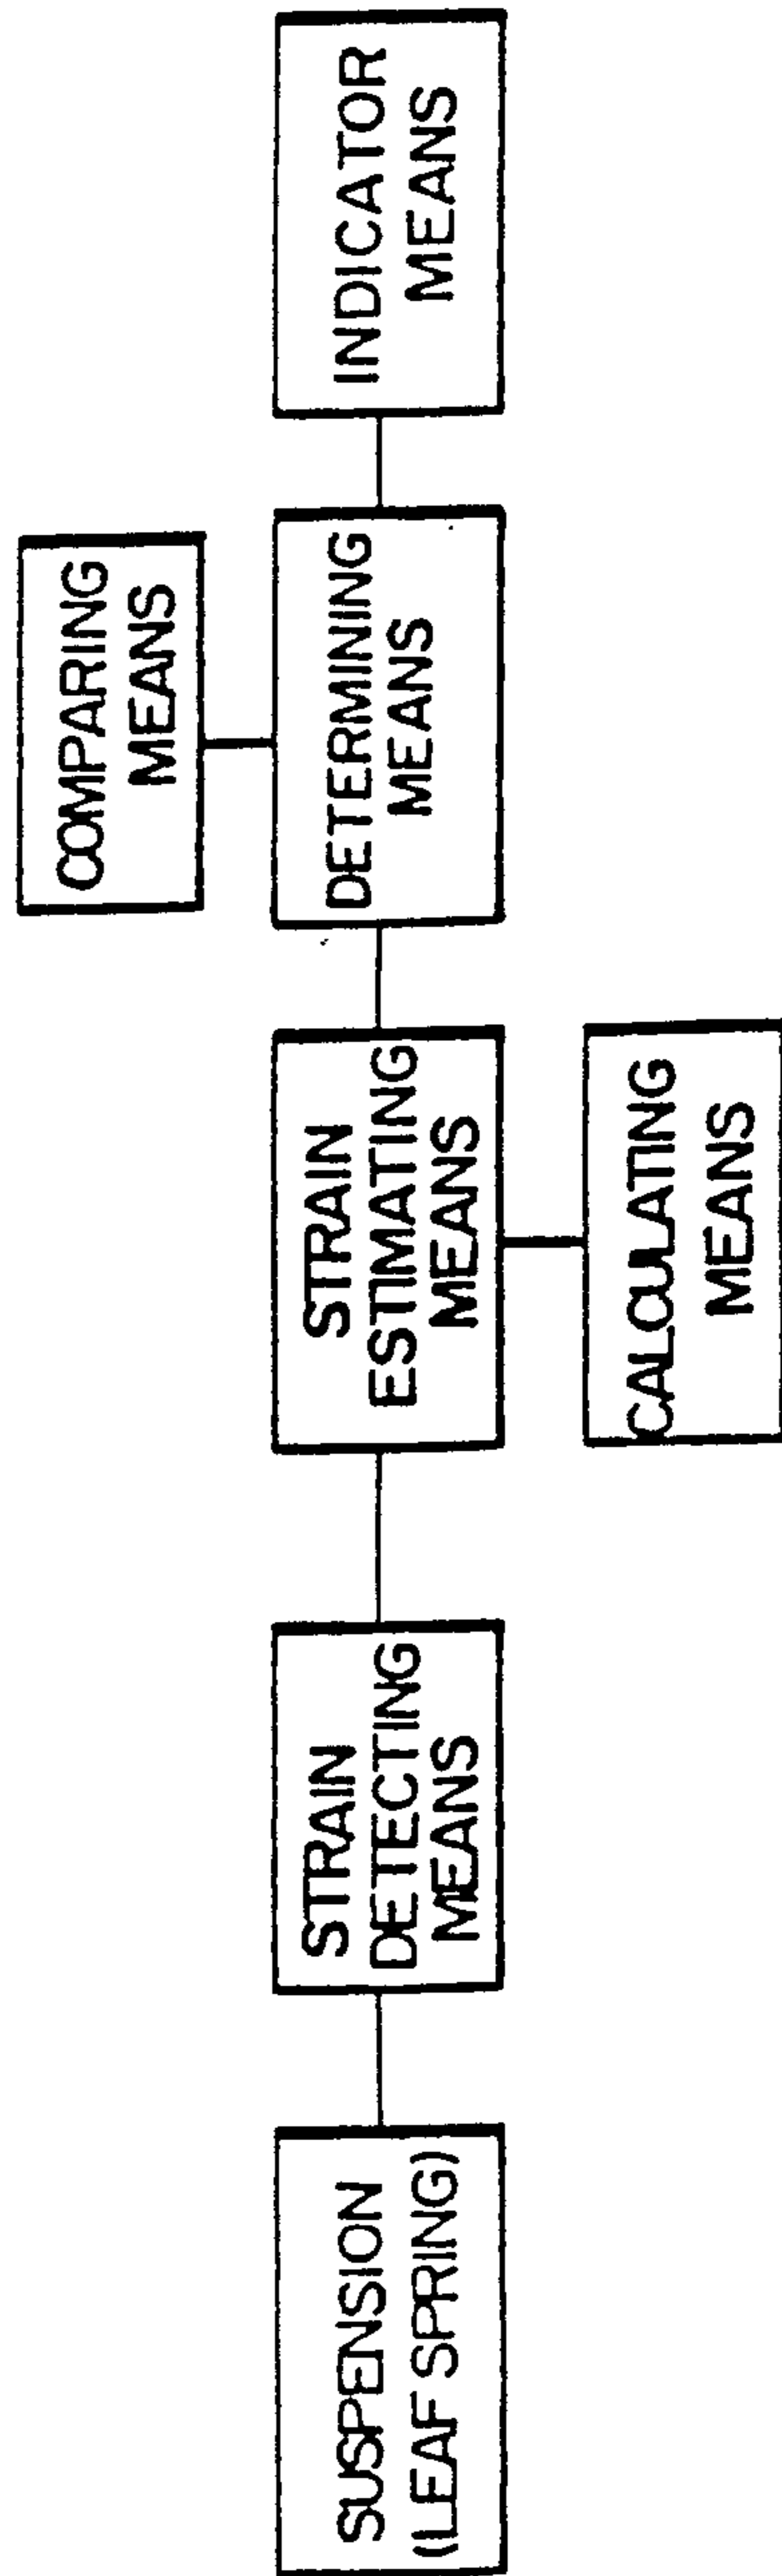 SUSPENSION
(LEAF SPRING)
STRAIN
DETECTING
MEANS
STRAIN
ESTIMATING
MEANS
CALCULATING
MEANS
COMPARING
MEANS
DETERMINING
MEANS
INDICATOR
MEANS